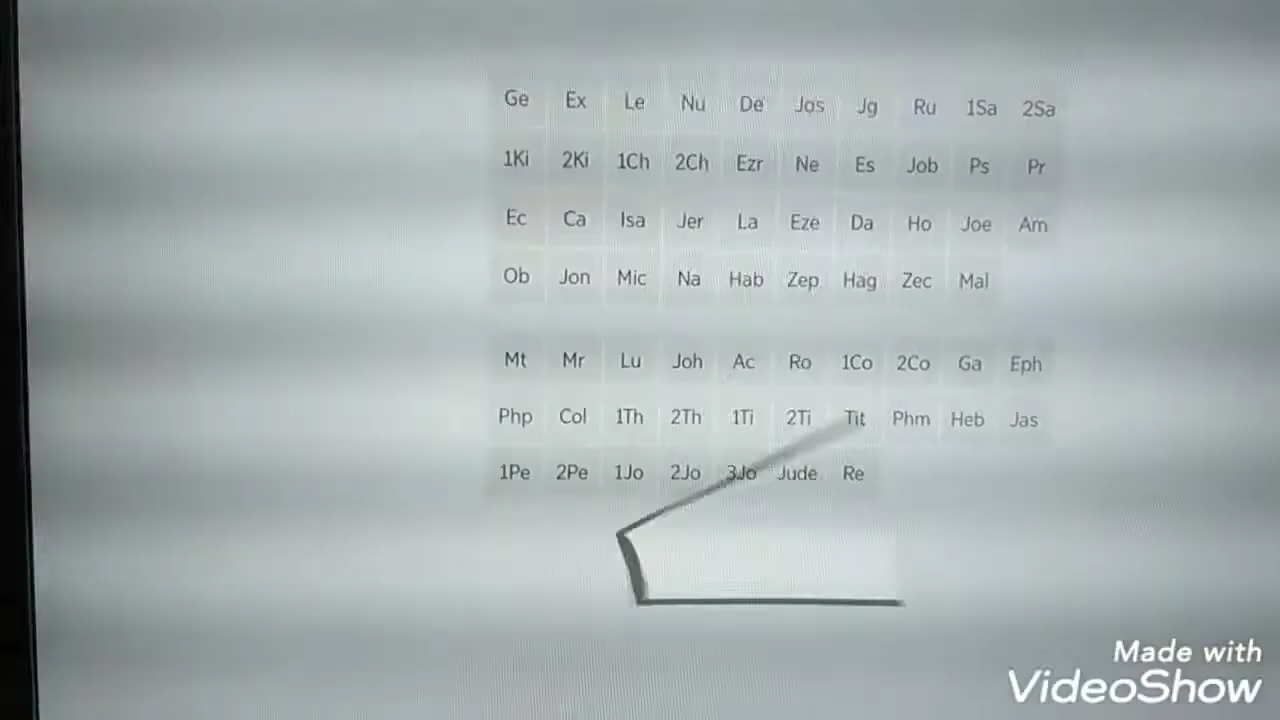 Ge Ex Le Nu De Jos Jg Ru 1Sa 2Sa
1Ki 2Ki 1Ch 2Ch Ezr Ne Es Job Ps Pr
Ec Ca Isa Jer La Eze Da Ho Joe Am
Ob Jon Mic Na Hab Zep Hag Zec Mal
Mt Mr Lu Joh Ac Ro 1Co 2Co Ga Eph
Php Col 1Th 2Th 1Ti 2Ti Tit Phm Heb Jas
1Pe 2Pe 1Jo 2Jo 3Jo Jude Re
Made with
VideoShow